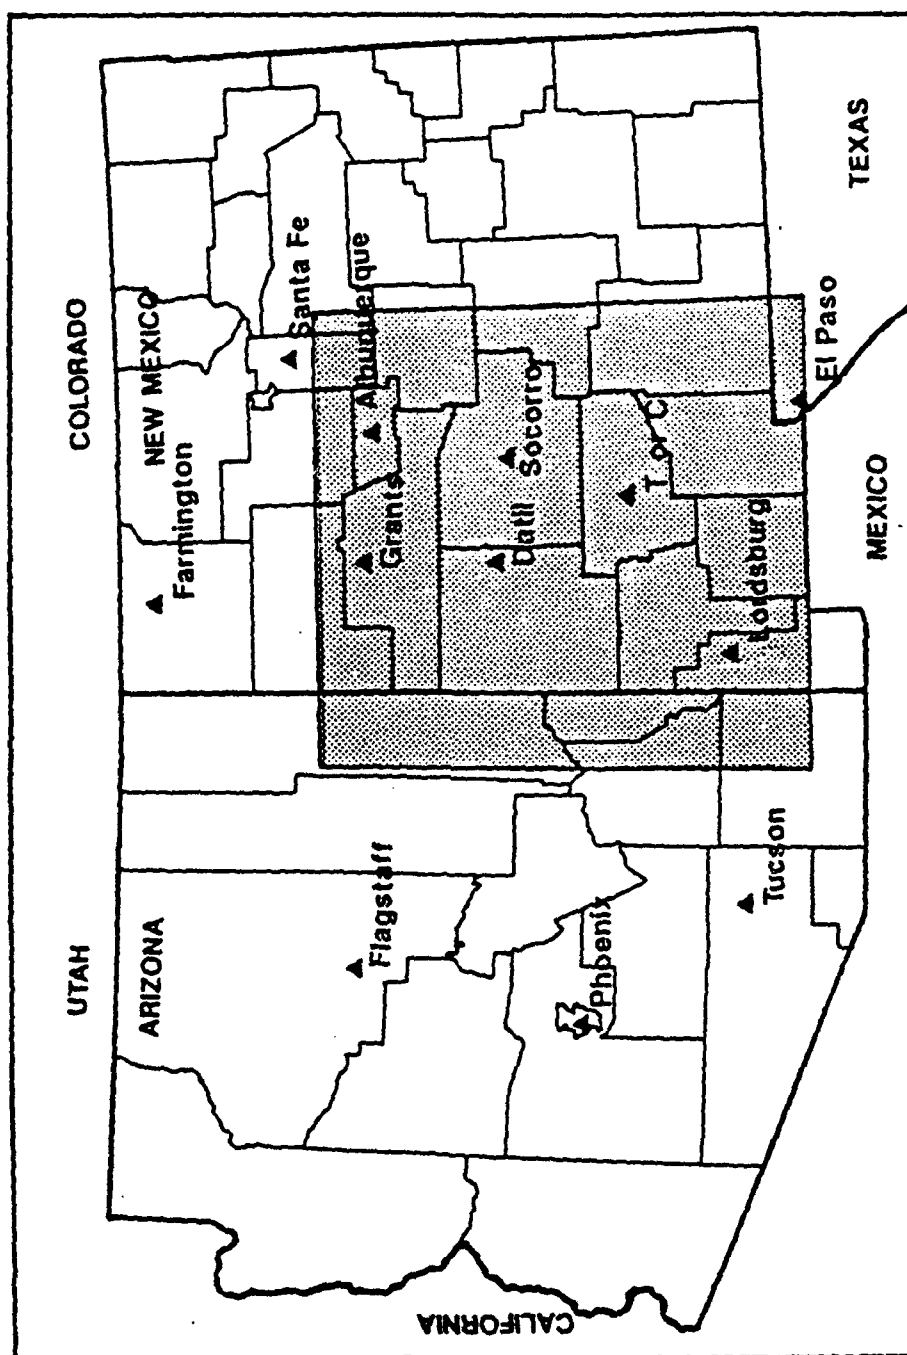 UTAH
COLORADO
ARIZONA
NEW MEXICO
Farmington
Santa Fe
Flagstaff
Grants
Albuquerque
Datil
Socorro
Phoenix
T or C
Tucson
Lordsburg
El Paso
CALIFORNIA
MEXICO
TEXAS